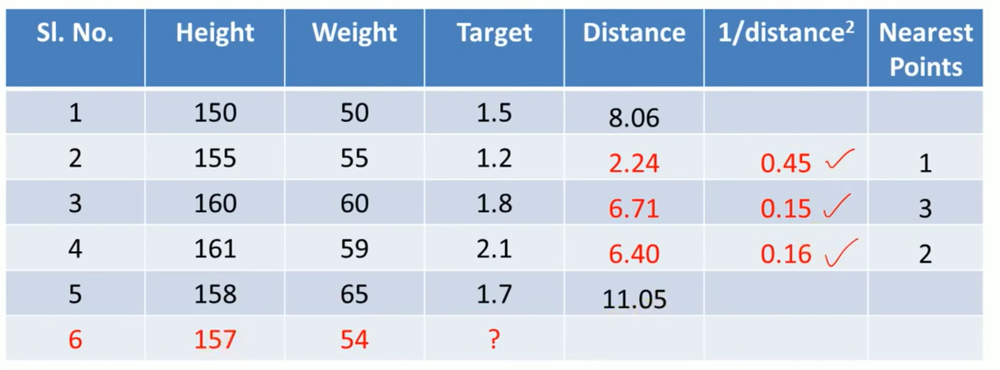 Sl. No. Height Weight Target Distance 1/distance² Nearest
Points
1 150 50 1.5 8.06
2 155 55 1.2 2.24 0.45 ✓ 1
3 160 60 1.8 6.71 0.15 ✓ 3
4 161 59 2.1 6.40 0.16 ✓ 2
5 158 65 1.7 11.05
6 157 54 ?